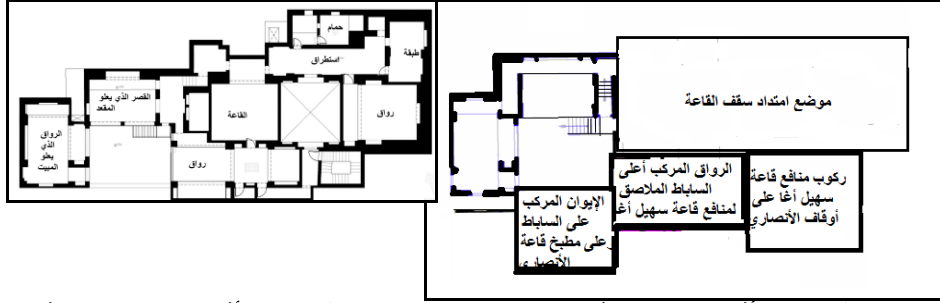 حمام
طبقة
استطراق
القصر الذي يعلو
المقعد
القاعة
رواق
الرواق
الذي
يعلو
المبيت
رواق
موضع امتداد سقف القاعة
الرواق المركب أعلى
الساباط الملاصق
لمنافع قاعة سهيل أغا
ركوب منافع قاعة
سهيل أغا على
أوقاف الأنصاري
الإيوان المركب
على الساباط
وعلى مطبخ قاعة
الأنصاري